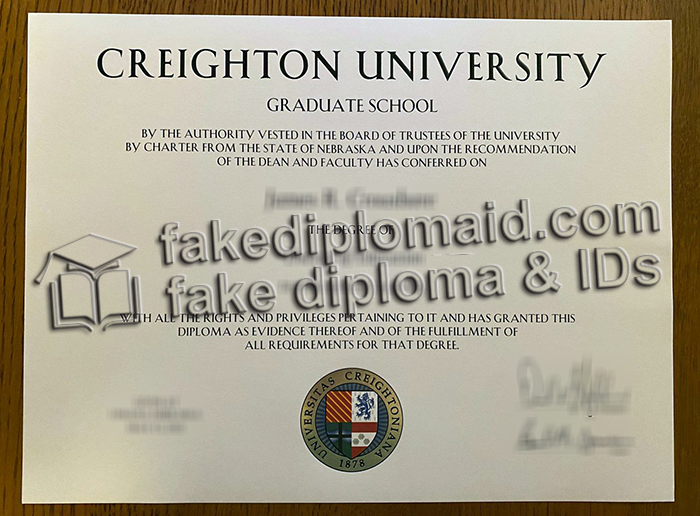 CREIGHTON UNIVERSITY
GRADUATE SCHOOL
BY THE AUTHORITY VESTED IN THE BOARD OF TRUSTEES OF THE UNIVERSITY
BY CHARTER FROM THE STATE OF NEBRASKA AND UPON THE RECOMMENDATION
OF THE DEAN AND FACULTY HAS CONFERRED ON
THE DEGREE OF
fakediplomaid.com
fake diploma & IDs
WITH ALL THE RIGHTS AND PRIVILEGES PERTAINING TO IT AND HAS GRANTED THIS
DIPLOMA AS EVIDENCE THEREOF AND OF THE FULFILLMENT OF
ALL REQUIREMENTS FOR THAT DEGREE.
UNIVERSITAS CREIGHTONIANA
1878